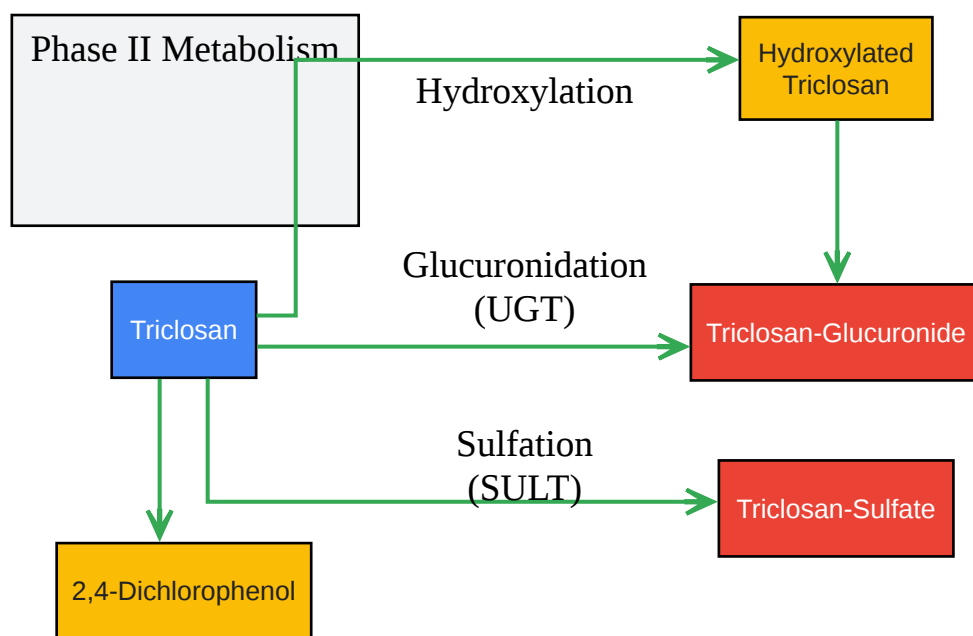 Phase II Metabolism
Hydroxylated
Triclosan
Hydroxylation
Glucuronidation
(UGT)
Triclosan
Triclosan-Glucuronide
Sulfation
(SULT)
Triclosan-Sulfate
2,4-Dichlorophenol